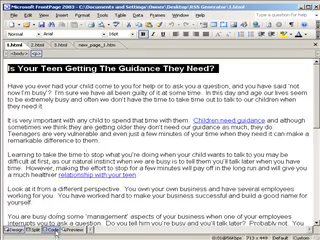 Microsoft FrontPage 2003 - C:\Documents and Settings\Owner\Desktop\RSS Generator\1.html
File Edit View Insert Format Tools Table Data Frames Window Help
Type a question for help
1.html 2.html 3.html new_page_1.htm
<body> <p>
Is Your Teen Getting The Guidance They Need?
Have you ever had your child come to you for help or to ask you a question, and you have said 'not
now I'm busy'? I'm sure we have all been guilty of it at some time. In this day and age our lives seem
to be extremely busy and often we don't have the time to take time out to talk to our children when
they need it.
It is very important with any child to spend that time with them. Children need guidance and although
sometimes we think they are getting older they don't need our guidance as much, they do.
Teenagers are very vulnerable and even just a few minutes of your time when they need it can make a
remarkable difference to them.
Learning to take the time to stop what you're doing when your child wants to talk to you may be
difficult at first, as our natural instinct when we are busy is to tell them you'll talk later when you have
time. However, making the effort to stop for a few minutes will pay off in the long run and will give you
a much healthier relationship with your teen.
Look at it from a different perspective. You own your own business and have several employees
working for you. You have worked hard to make your business successful and build a good name for
yourself.
You are busy doing some 'management' aspects of your business when one of your employees
interrupts you to ask a question. Do you tell him you're busy and you'll talk later? Probably not. You
Design Split Code Preview